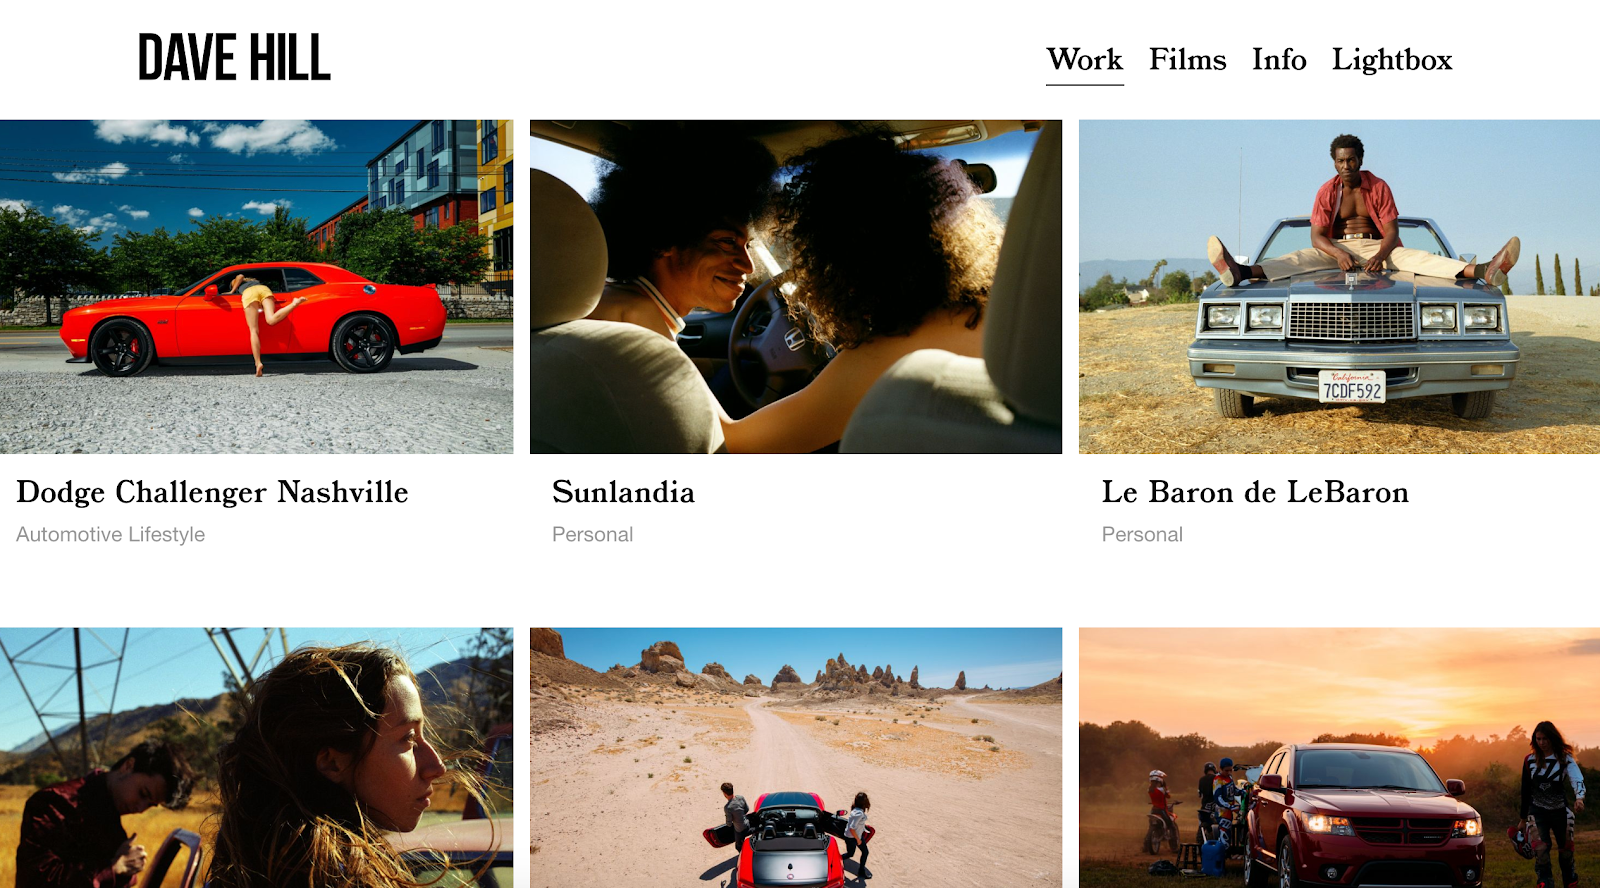 DAVE HILL
Work Films Info Lightbox
California
7CDF592
Dodge Challenger Nashville
Automotive Lifestyle
Sunlandia
Personal
Le Baron de LeBaron
Personal